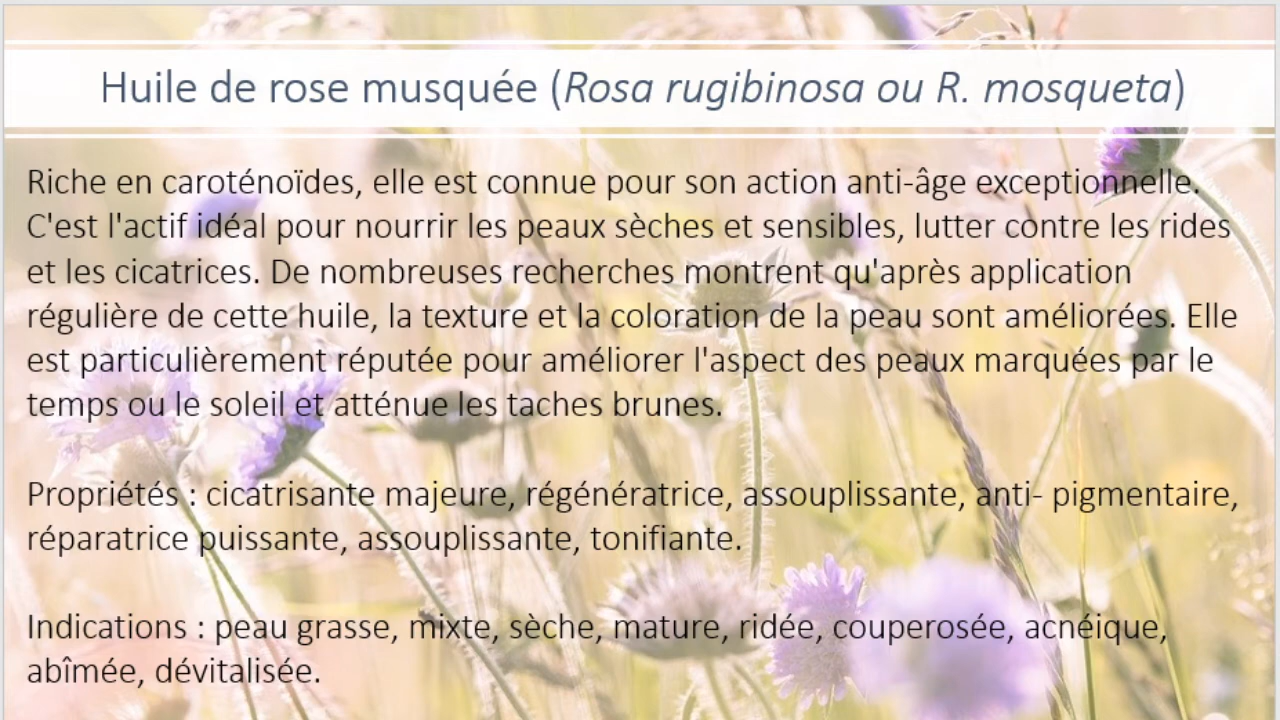 Huile de rose musquée (Rosa rugibinosa ou R. mosqueta)
Riche en caroténoïdes, elle est connue pour son action anti-âge exceptionnelle.
C'est l'actif idéal pour nourrir les peaux sèches et sensibles, lutter contre les rides
et les cicatrices. De nombreuses recherches montrent qu'après application
régulière de cette huile, la texture et la coloration de la peau sont améliorées. Elle
est particulièrement réputée pour améliorer l'aspect des peaux marquées par le
temps ou le soleil et atténue les taches brunes.
Propriétés : cicatrisante majeure, régénératrice, assouplissante, anti- pigmentaire,
réparatrice puissante, assouplissante, tonifiante.
Indications : peau grasse, mixte, sèche, mature, ridée, couperosée, acnéique,
abîmée, dévitalisée.